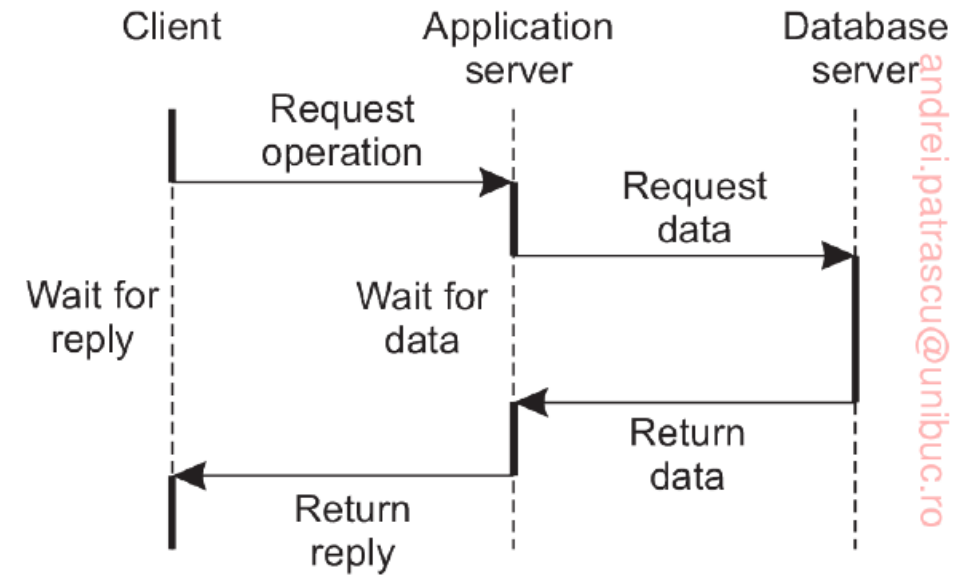 Client
Application
server
Database
server
Request
operation
Request
data
Wait for
reply
Wait for
data
Return
data
Return
reply
andrei.patrascu@unibuc.ro